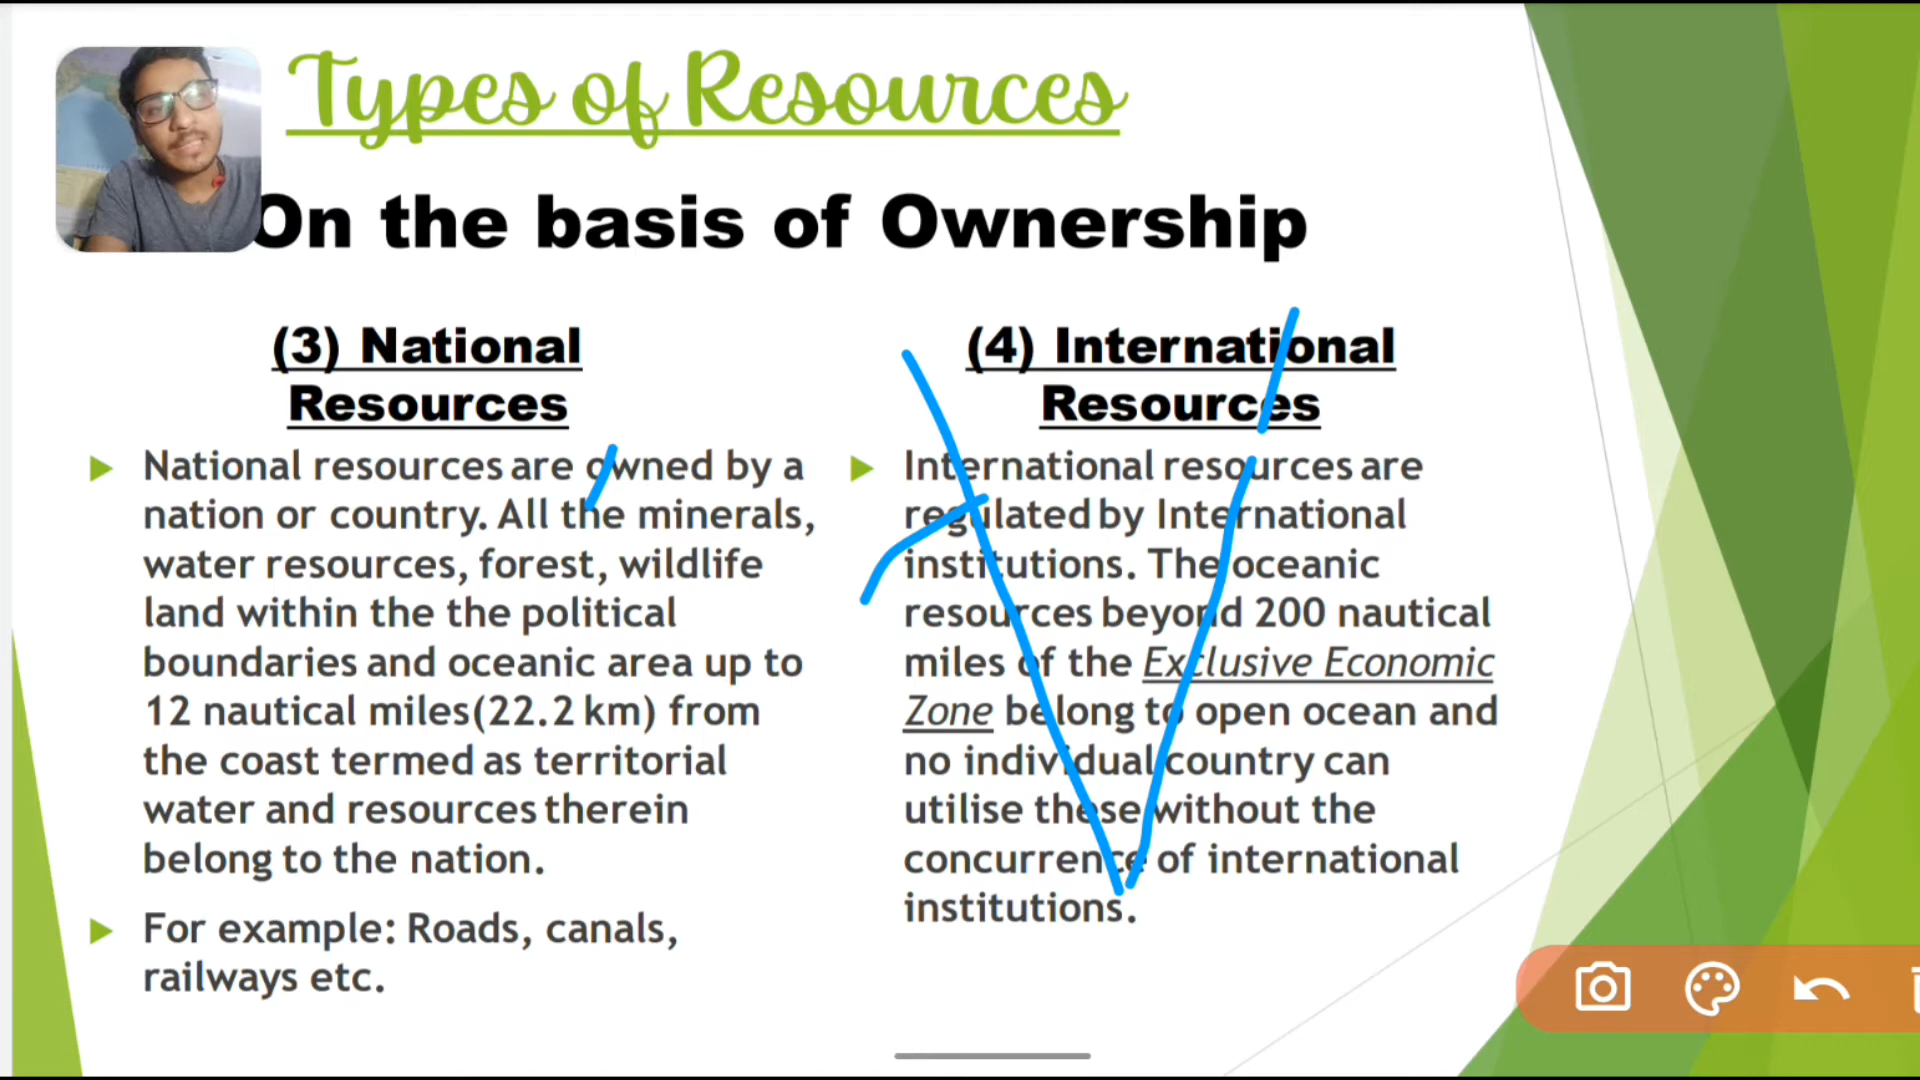 Types of Resources
On the basis of Ownership
(3) National
Resources
National resources are owned by a
nation or country. All the minerals,
water resources, forest, wildlife
land within the the political
boundaries and oceanic area up to
12 nautical miles(22.2 km) from
the coast termed as territorial
water and resources therein
belong to the nation.
For example: Roads, canals,
railways etc.
(4) International
Resources
International resources are
regulated by International
institutions. The oceanic
resources beyond 200 nautical
miles of the Exclusive Economic
Zone belong to open ocean and
no individual country can
utilise these without the
concurrence of international
institutions.